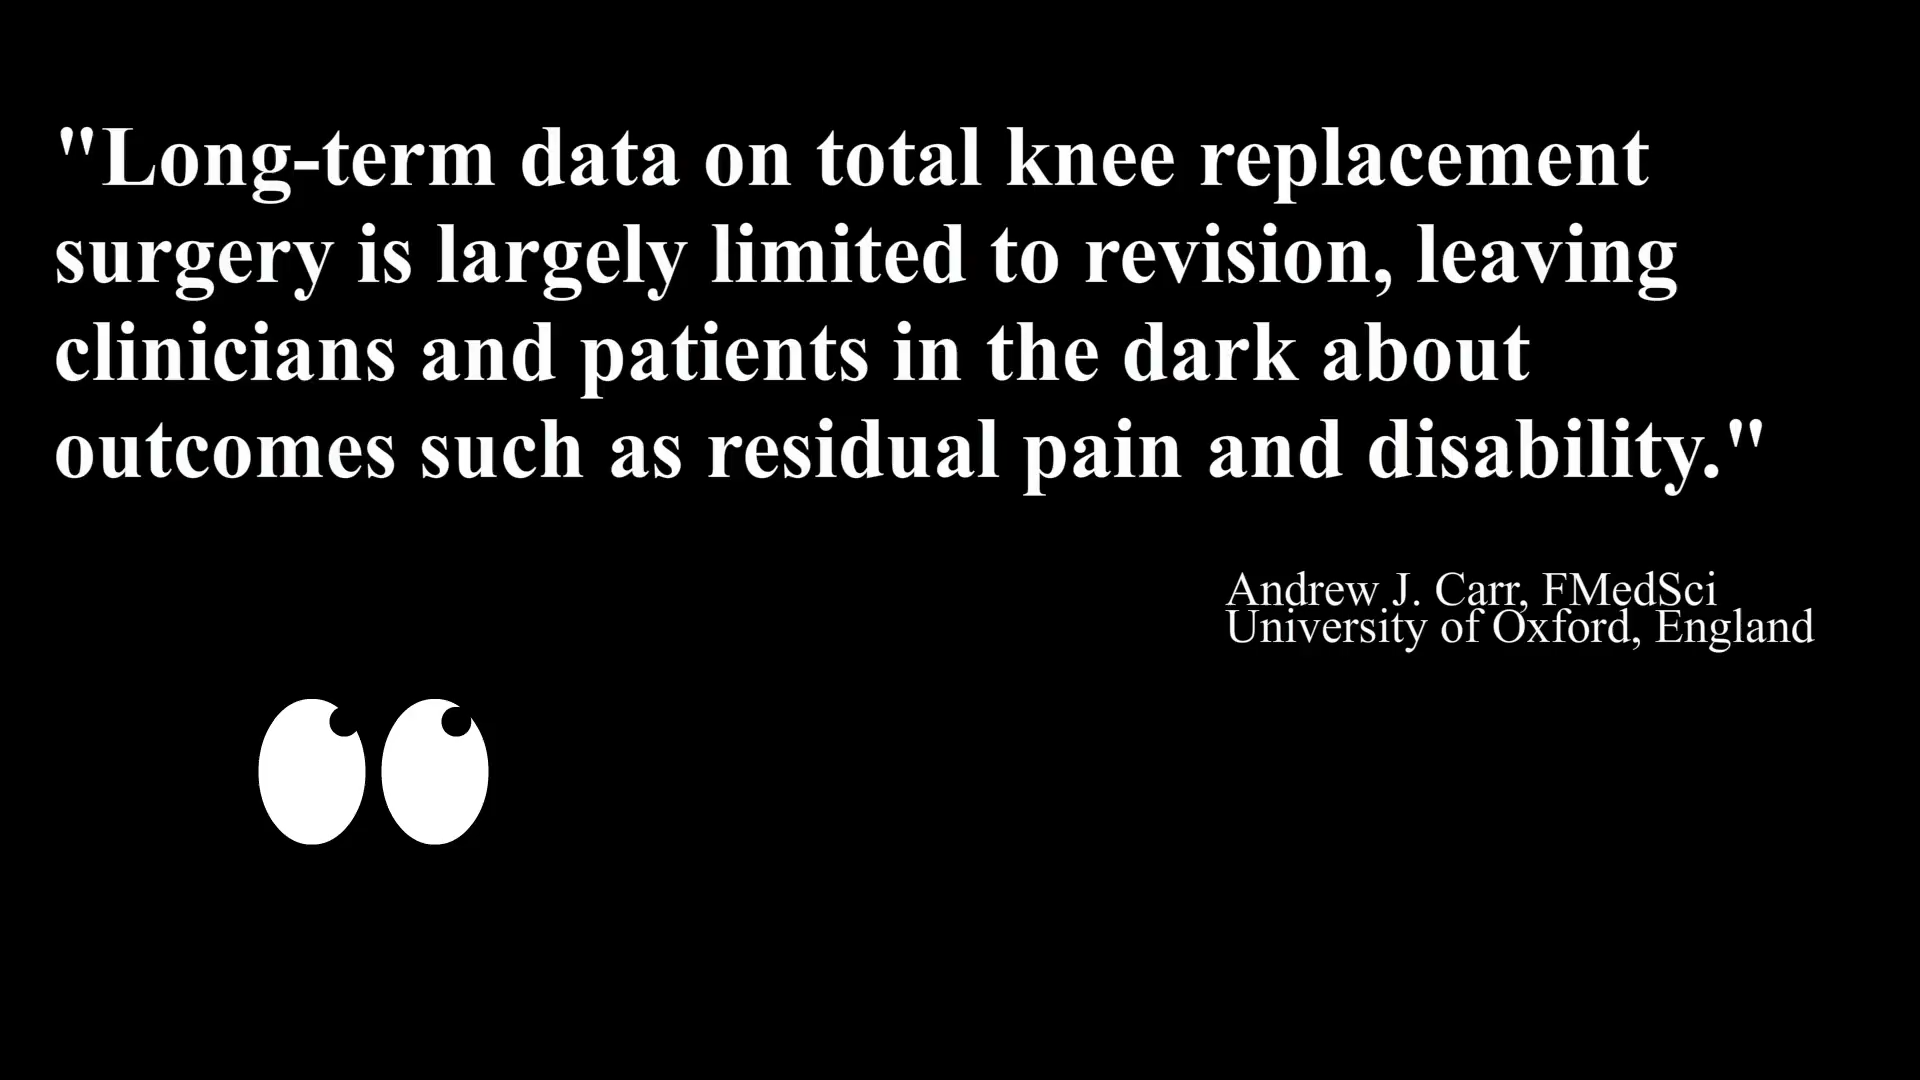 "Long-term data on total knee replacement
surgery is largely limited to revision, leaving
clinicians and patients in the dark about
outcomes such as residual pain and disability."
Andrew J. Carr, FMedSci
University of Oxford, England